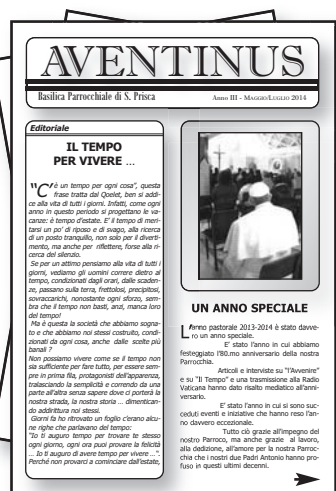 AVENTINUS
Basilica Parrocchiale di S. Prisca
Anno III - Maggio/Luglio 2014
Editoriale
IL TEMPO
PER VIVERE ...
"C'è un tempo per ogni cosa", questa
frase tratta dal Qoelet, ben si addi-
ce alla vita di tutti i giorni. Infatti, come ogni
anno in questo periodo si progettano le va-
canze: è tempo d'estate. E' il tempo di me-
ritarsi un po' di riposo e di svago, alla ricerca
di un posto tranquillo, non solo per il diverti-
mento, ma anche per riflettere, forse alla ri-
cerca del silenzio.
Se per un attimo pensiamo alla vita di tutti i
giorni, vediamo gli uomini correre dietro al
tempo, condizionati dagli orari, dalle scaden-
ze, passano sulla terra, frettolosi, precipitosi,
sovraccarichi, nonostante ogni sforzo, sem-
bra che il tempo non basti, anzi, manca loro
del tempo!
Ma è questa la società che abbiamo sogna-
to e che abbiamo noi stessi costruito, condi-
zionati da ogni cosa, anche dalle scelte più
banali ?
Non possiamo vivere come se il tempo non
sia sufficiente per fare tutto, per essere sem-
pre in prima fila, protagonisti dell'apparenza,
tralasciando la semplicità e correndo da una
parte all'altra senza sapere dove ci porterà la
nostra strada, la nostra storia ... dimentican-
do addirittura noi stessi.
Giorni fa ho ritrovato un foglio c'erano alcu-
ne righe che parlavano del tempo:
"Io ti auguro tempo per trovare te stesso
ogni giorno, ogni ora puoi provare la felicità
... Io ti auguro di avere tempo per vivere ...".
Perché non provarci a cominciare dall'estate,
UN ANNO SPECIALE
L'anno pastorale 2013-2014 è stato davve-
ro un anno speciale.
E' stato l'anno in cui abbiamo
festeggiato l'80.mo anniversario della nostra
Parrocchia.
Articoli e interviste su "l'Avvenire"
e su "Il Tempo" e una trasmissione alla Radio
Vaticana hanno dato risalto mediatico all'anni-
versario.
E' stato l'anno in cui si sono suc-
ceduti eventi e iniziative che hanno reso l'an-
no davvero eccezionale.
Tutto ciò grazie all'impegno del
nostro Parroco, ma anche grazie al lavoro,
alla dedizione, all'amore per la nostra Parroc-
chia che i nostri due Padri Antonio hanno pro-
fuso in questi ultimi decenni.